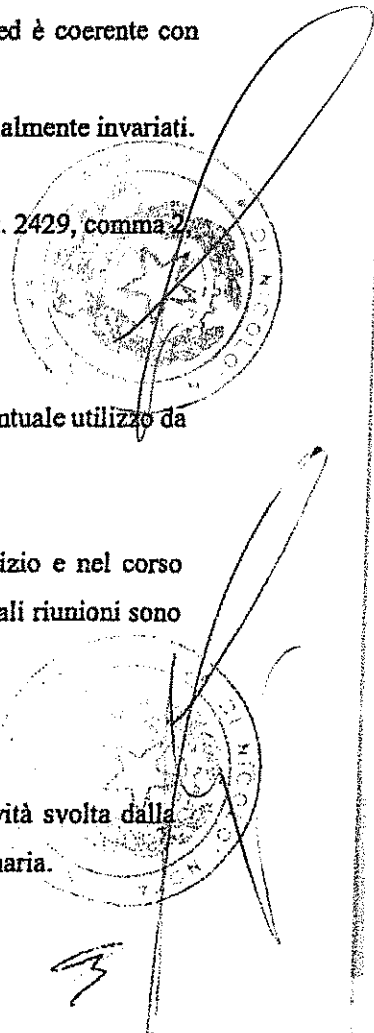 ed è coerente con
almente invariati.
. 2429, comma 2,
ntuale utilizzo da
izio e nel corso
ali riunioni sono
vità svolta dalla
naria.